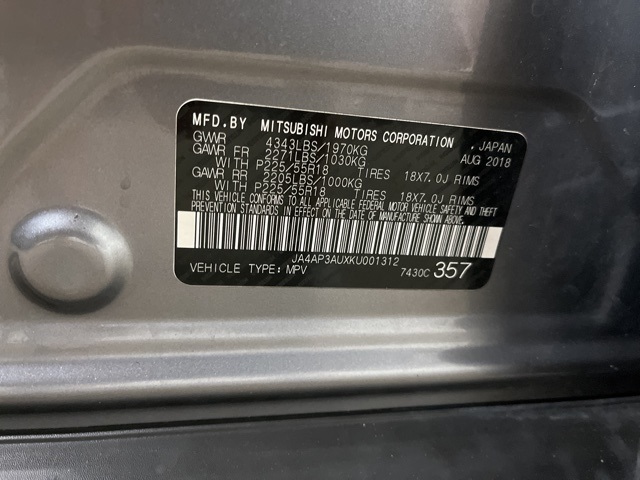 MFD.BY MITSUBISHI MOTORS CORPORATION , JAPAN
GVWR 4343LBS/1970KG AUG 2018
GAWR FR 2271LBS/1030KG
WITH P225/55R18 TIRES 18X7.0J RIMS
GAWR RR 2205LBS/1000KG
WITH P225/55R18 TIRES 18X7.0J RIMS
THIS VEHICLE CONFORMS TO ALL APPLICABLE FEDERAL MOTOR VEHICLE SAFETY AND THEFT
PREVENTION STANDARDS IN EFFECT ON THE DATE OF MANUFACTURE SHOWN ABOVE.
JA4AP3AUXKU001312
VEHICLE TYPE: MPV 7430C 357